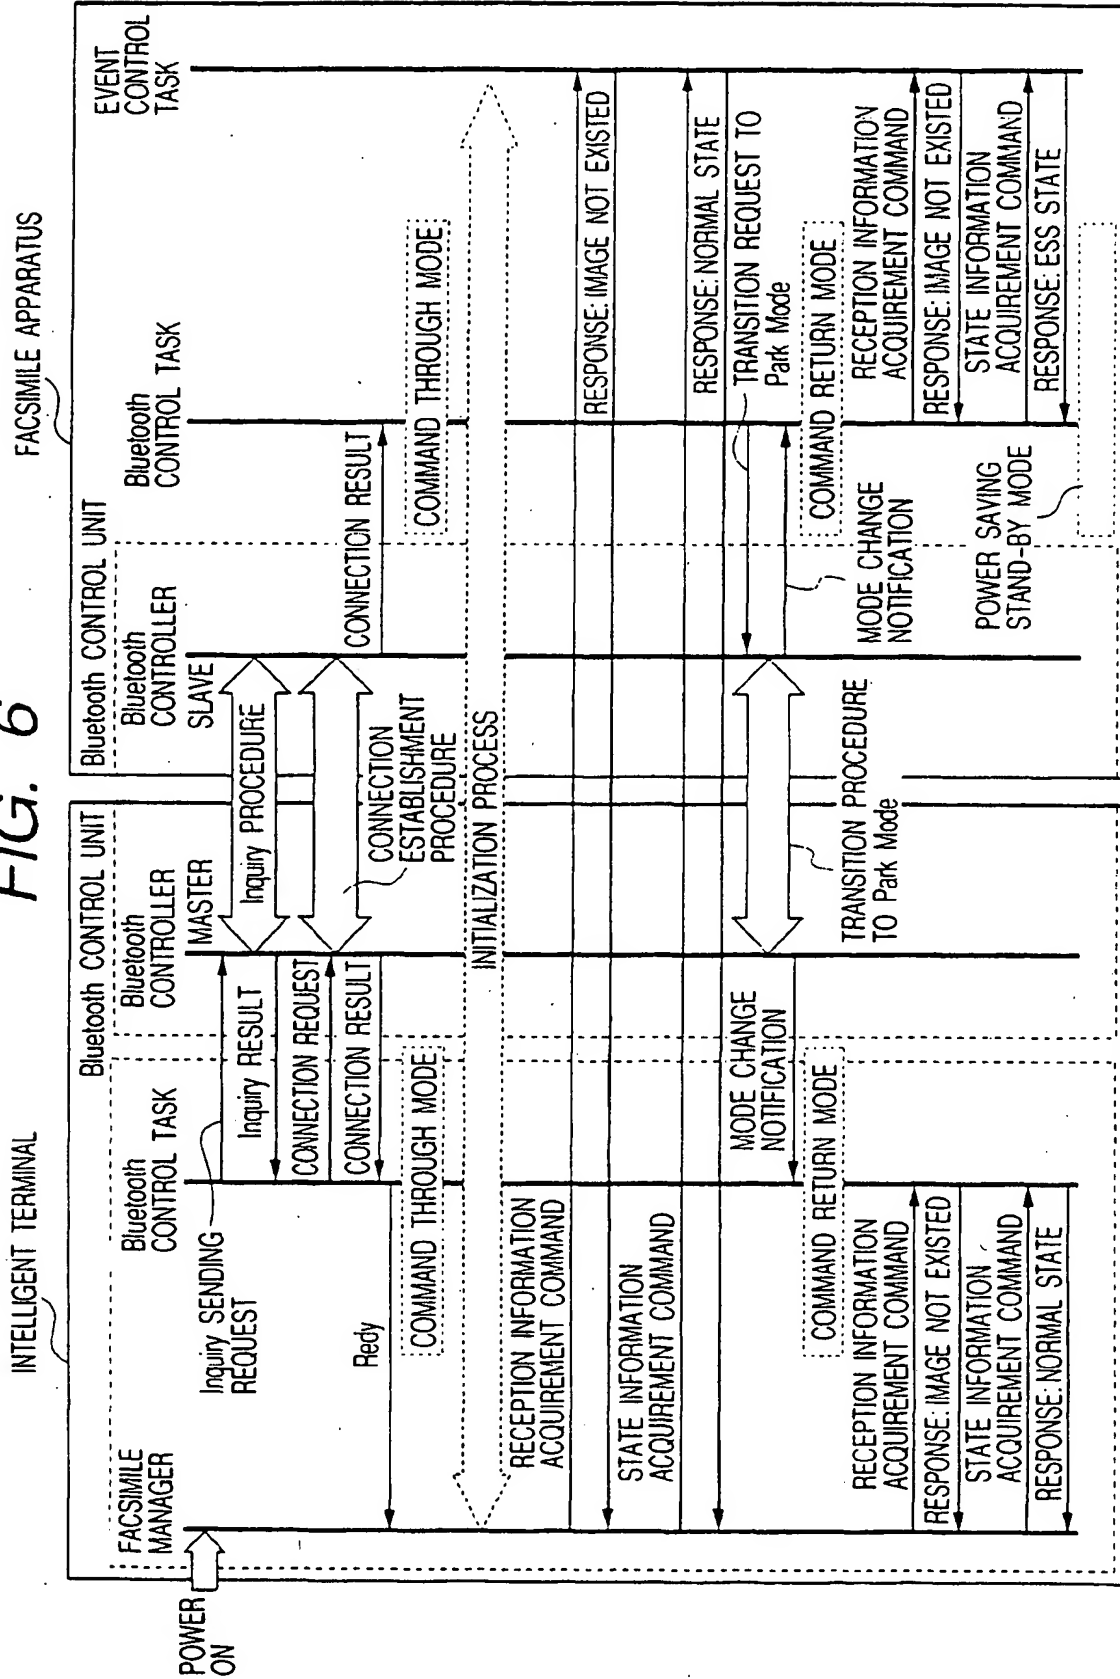 FIG. 6
INTELLIGENT TERMINAL
FACSIMILE APPARATUS
Bluetooth CONTROL UNIT
Bluetooth CONTROL UNIT
POWER
ON
FACSIMILE
MANAGER
Bluetooth
CONTROL TASK
Bluetooth
CONTROLLER
MASTER
Bluetooth
CONTROLLER
SLAVE
Bluetooth
CONTROL TASK
EVENT
CONTROL
TASK
Inquiry SENDING
REQUEST
Inquiry PROCEDURE
Inquiry RESULT
CONNECTION REQUEST
CONNECTION
ESTABLISHMENT
PROCEDURE
CONNECTION RESULT
CONNECTION RESULT
Redy
COMMAND THROUGH MODE
COMMAND THROUGH MODE
INITIALIZATION PROCESS
RECEPTION INFORMATION
ACQUIREMENT COMMAND
RESPONSE: IMAGE NOT EXISTED
STATE INFORMATION
ACQUIREMENT COMMAND
RESPONSE: NORMAL STATE
TRANSITION REQUEST TO
Park Mode
MODE CHANGE
NOTIFICATION
TRANSITION PROCEDURE
TO Park Mode
MODE CHANGE
NOTIFICATION
COMMAND RETURN MODE
COMMAND RETURN MODE
RECEPTION INFORMATION
ACQUIREMENT COMMAND
RESPONSE: IMAGE NOT EXISTED
STATE INFORMATION
ACQUIREMENT COMMAND
RESPONSE: NORMAL STATE
RECEPTION INFORMATION
ACQUIREMENT COMMAND
RESPONSE: IMAGE NOT EXISTED
STATE INFORMATION
ACQUIREMENT COMMAND
RESPONSE: ESS STATE
POWER SAVING
STAND-BY MODE